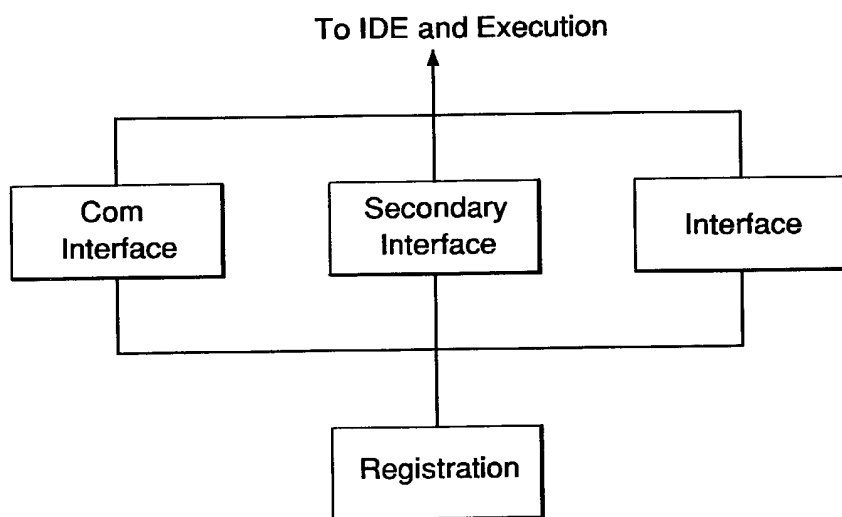 To IDE and Execution
Com
Interface
Secondary
Interface
Interface
Registration